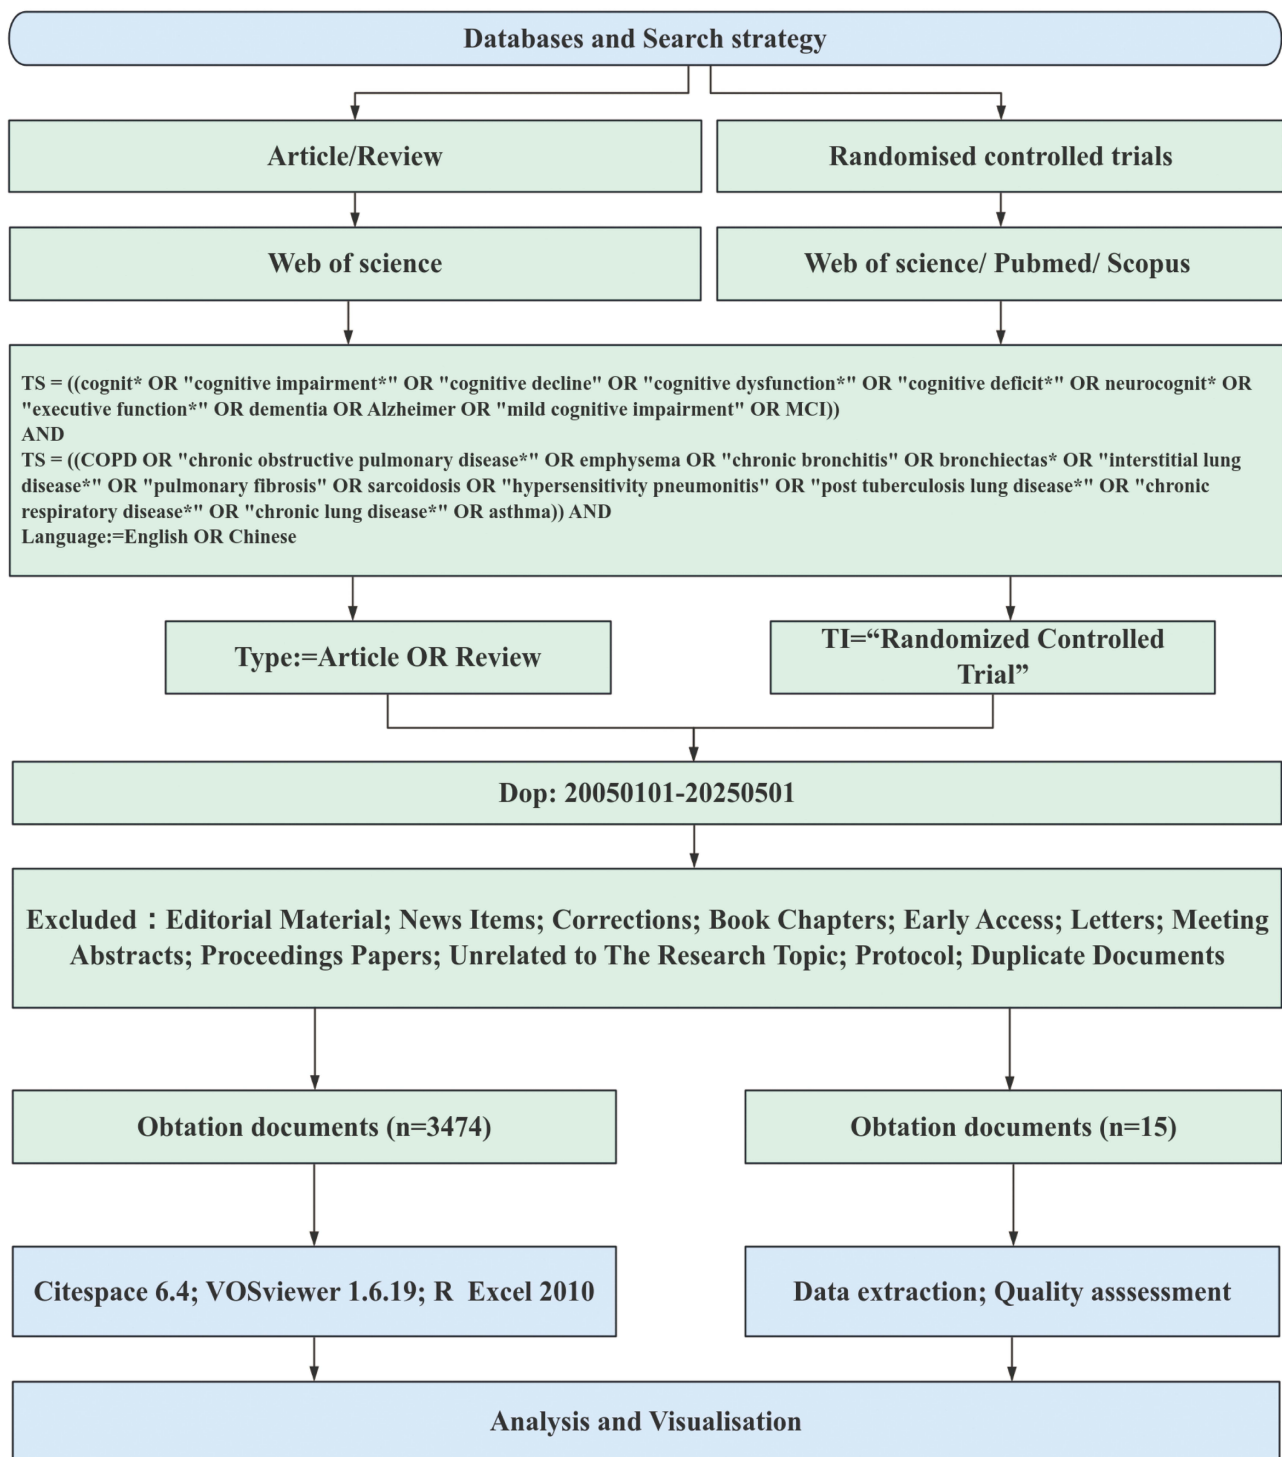 Databases and Search strategy
Article/Review
Randomised controlled trials
Web of science
Web of science/ Pubmed/ Scopus
TS = ((cognit* OR "cognitive impairment*" OR "cognitive decline" OR "cognitive dysfunction*" OR "cognitive deficit*" OR neurocognit* OR
"executive function*" OR dementia OR Alzheimer OR "mild cognitive impairment" OR MCI))
AND
TS = ((COPD OR "chronic obstructive pulmonary disease*" OR emphysema OR "chronic bronchitis" OR bronchiectas* OR "interstitial lung
disease*" OR "pulmonary fibrosis" OR sarcoidosis OR "hypersensitivity pneumonitis" OR "post tuberculosis lung disease*" OR "chronic
respiratory disease*" OR "chronic lung disease*" OR asthma)) AND
Language:=English OR Chinese
Type:=Article OR Review
TI=“Randomized Controlled
Trial”
Dop: 20050101-20250501
Excluded：Editorial Material; News Items; Corrections; Book Chapters; Early Access; Letters; Meeting
Abstracts; Proceedings Papers; Unrelated to The Research Topic; Protocol; Duplicate Documents
Obtation documents (n=3474)
Obtation documents (n=15)
Citespace 6.4; VOSviewer 1.6.19; R  Excel 2010
Data extraction; Quality asssessment
Analysis and Visualisation